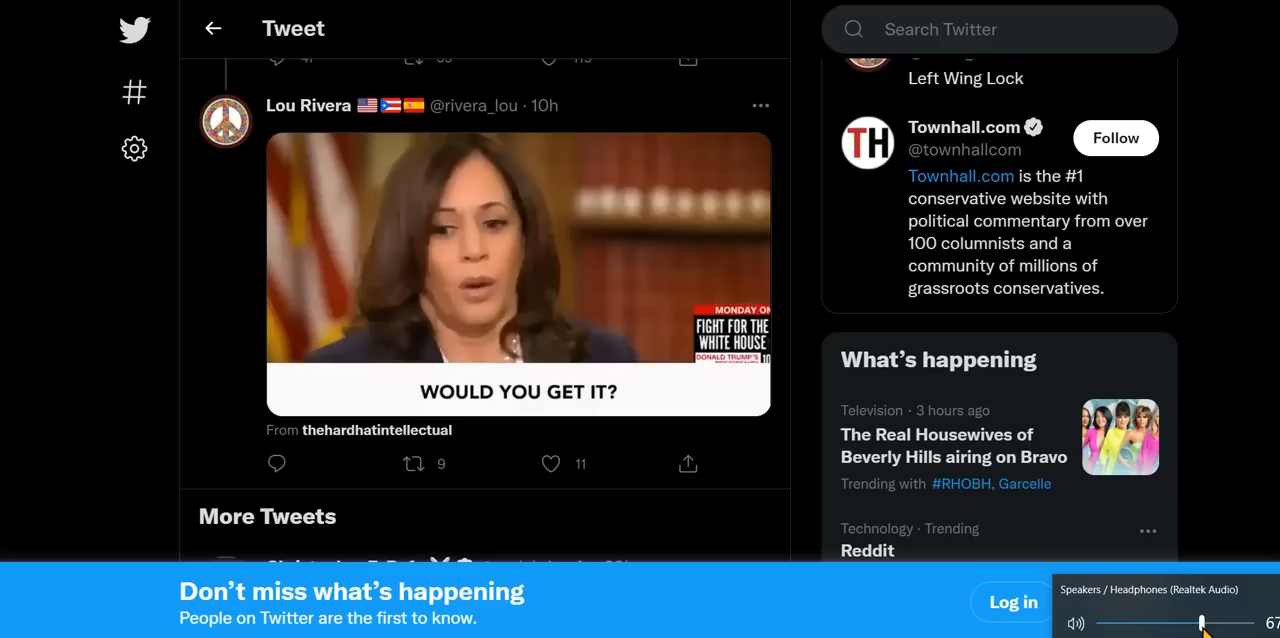 Tweet
Search Twitter
Lou Rivera @rivera_lou · 10h
MONDAY ON
FIGHT FOR THE
WHITE HOUSE
DONALD TRUMP'S
WOULD YOU GET IT?
From thehardhatintellectual
9
11
More Tweets
Left Wing Lock
TH
Townhall.com
@townhallcom
Follow
Townhall.com is the #1
conservative website with
political commentary from over
100 columnists and a
community of millions of
grassroots conservatives.
What's happening
Television · 3 hours ago
The Real Housewives of
Beverly Hills airing on Bravo
Trending with #RHOBH, Garcelle
Technology · Trending
Reddit
Don't miss what's happening
People on Twitter are the first to know.
Log in
Speakers / Headphones (Realtek Audio)
67